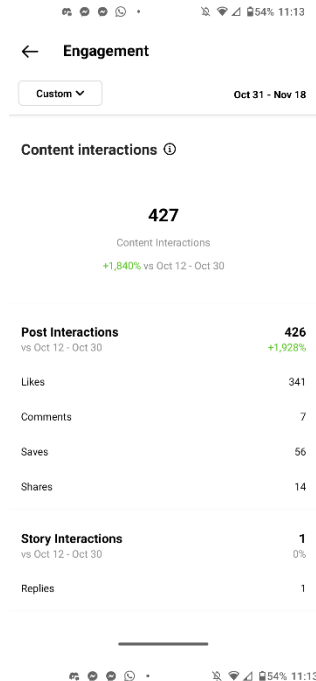 54% 11:13
Engagement
Custom
Oct 31 - Nov 18
Content interactions
427
Content Interactions
+1,840% vs Oct 12 - Oct 30
Post Interactions 426
vs Oct 12 - Oct 30 +1,928%
Likes 341
Comments 7
Saves 56
Shares 14
Story Interactions 1
vs Oct 12 - Oct 30 0%
Replies 1
54% 11:13